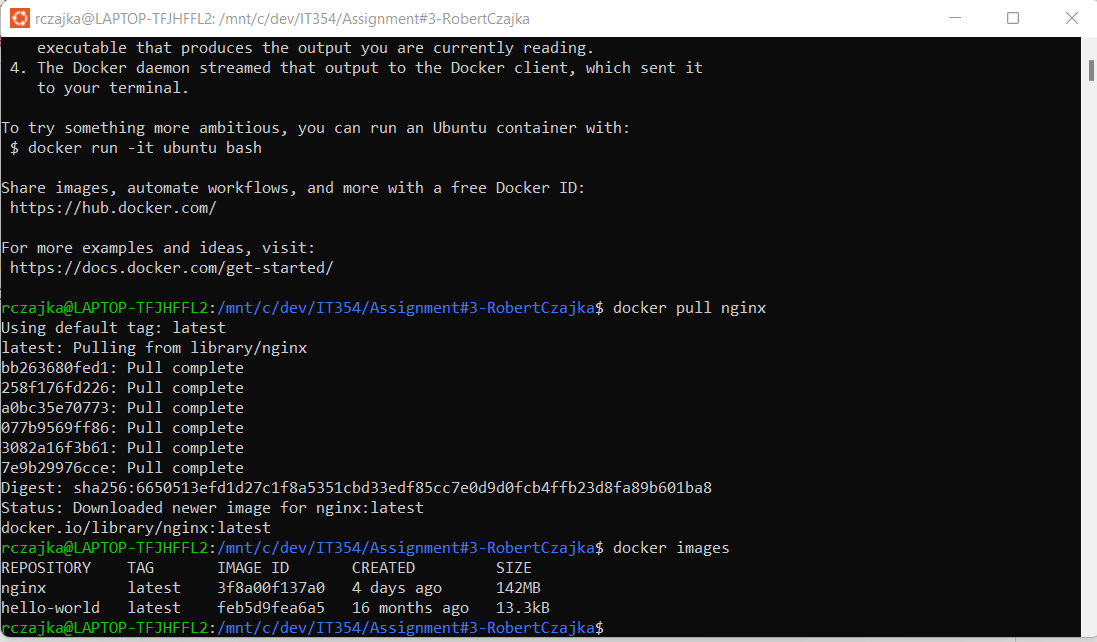 rczajka@LAPTOP-TFJHFFL2: /mnt/c/dev/IT354/Assignment#3-RobertCzajka
    executable that produces the output you are currently reading.
 4. The Docker daemon streamed that output to the Docker client, which sent it
    to your terminal.

To try something more ambitious, you can run an Ubuntu container with:
 $ docker run -it ubuntu bash

Share images, automate workflows, and more with a free Docker ID:
 https://hub.docker.com/

For more examples and ideas, visit:
 https://docs.docker.com/get-started/

rczajka@LAPTOP-TFJHFFL2:/mnt/c/dev/IT354/Assignment#3-RobertCzajka$ docker pull nginx
Using default tag: latest
latest: Pulling from library/nginx
bb263680fed1: Pull complete
258f176fd226: Pull complete
a0bc35e70773: Pull complete
077b9569ff86: Pull complete
3082a16f3b61: Pull complete
7e9b29976cce: Pull complete
Digest: sha256:6650513efd1d27c1f8a5351cbd33edf85cc7e0d9d0fcb4ffb23d8fa89b601ba8
Status: Downloaded newer image for nginx:latest
docker.io/library/nginx:latest
rczajka@LAPTOP-TFJHFFL2:/mnt/c/dev/IT354/Assignment#3-RobertCzajka$ docker images
REPOSITORY    TAG       IMAGE ID       CREATED         SIZE
nginx         latest    3f8a00f137a0   4 days ago      142MB
hello-world   latest    feb5d9fea6a5   16 months ago   13.3kB
rczajka@LAPTOP-TFJHFFL2:/mnt/c/dev/IT354/Assignment#3-RobertCzajka$